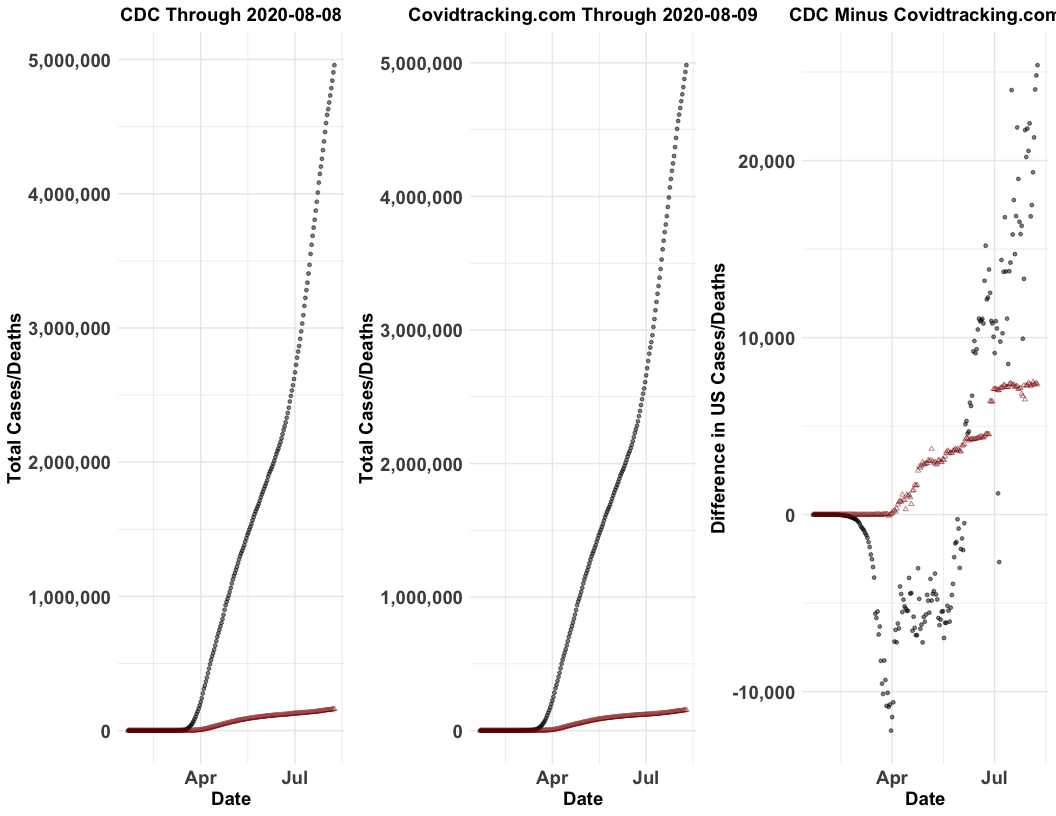 CDC Through 2020-08-08
5,000,000
4,000,000
3,000,000
2,000,000
1,000,000
0
Total Cases/Deaths
Apr
Jul
Date
Covidtracking.com Through 2020-08-09
5,000,000
4,000,000
3,000,000
2,000,000
1,000,000
0
Total Cases/Deaths
Apr
Jul
Date
CDC Minus Covidtracking.com
20,000
10,000
0
-10,000
Difference in US Cases/Deaths
Apr
Jul
Date